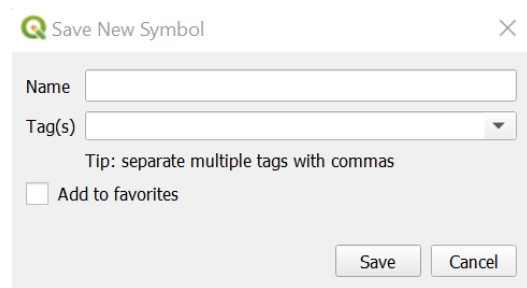 Save New Symbol
Name
Tag(s)
Tip: separate multiple tags with commas
Add to favorites
Save Cancel